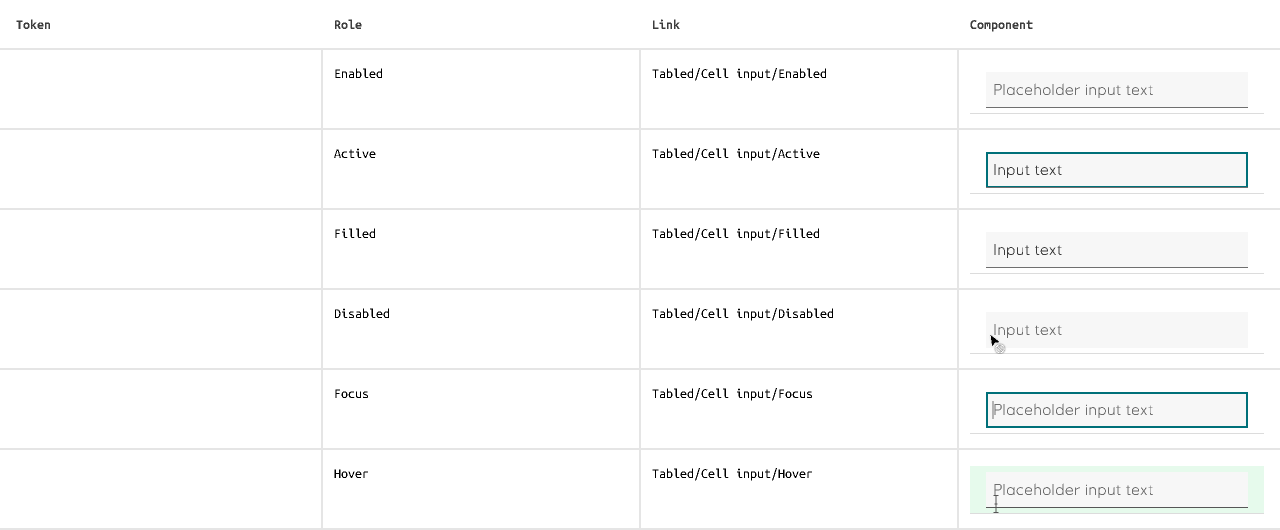 Token Role Link Component
Enabled Tabled/Cell input/Enabled Placeholder input text
Active Tabled/Cell input/Active Input text
Filled Tabled/Cell input/Filled Input text
Disabled Tabled/Cell input/Disabled Input text
Focus Tabled/Cell input/Focus Placeholder input text
Hover Tabled/Cell input/Hover Placeholder input text